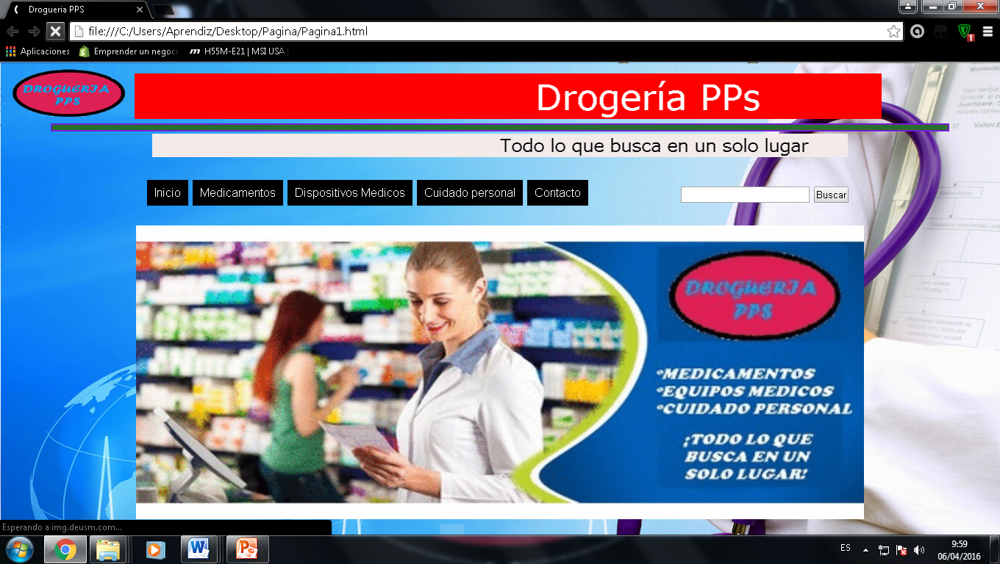 Drogueria PPS
file:///C:/Users/Aprendiz/Desktop/Pagina/Pagina1.html
Aplicaciones
Emprender un negoci
H55M-E21 | MSI USA |
DROGUERIA
PPS
Drogería PPs
Todo lo que busca en un solo lugar
Inicio
Medicamentos
Dispositivos Medicos
Cuidado personal
Contacto
Buscar
DROGUERIA
PPS
°MEDICAMENTOS
°EQUIPOS MEDICOS
°CUIDADO PERSONAL
¡TODO LO QUE
BUSCA EN UN
SOLO LUGAR!
Esperando a img.deusm.com...
ES
9:59
06/04/2016